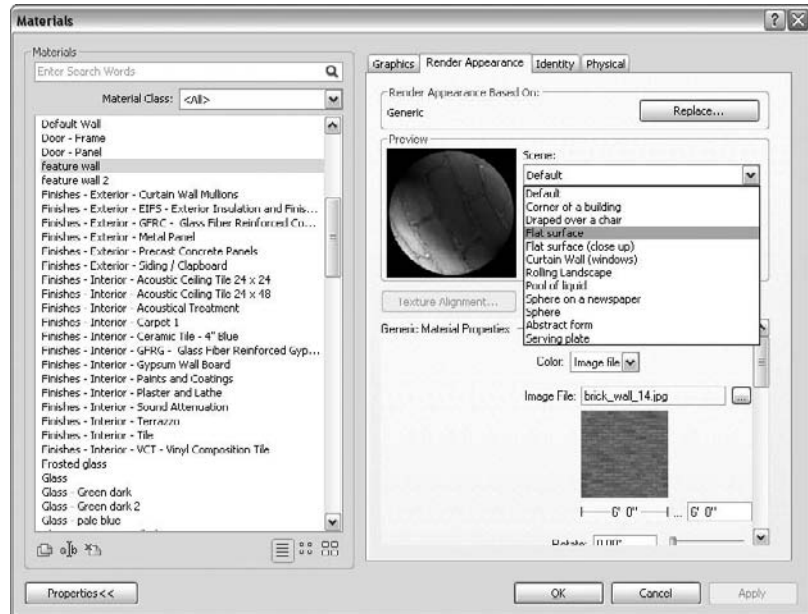 Materials
Materials
Enter Search Words
Material Class: <All>
Default Wall
Door - Frame
Door - Panel
feature wall
feature wall 2
Finishes - Exterior - Curtain Wall Mullions
Finishes - Exterior - EIFS - Exterior Insulation and Finis...
Finishes - Exterior - GFRC - Glass Fiber Reinforced Co...
Finishes - Exterior - Metal Panel
Finishes - Exterior - Precast Concrete Panels
Finishes - Exterior - Siding / Clapboard
Finishes - Interior - Acoustic Ceiling Tile 24 x 24
Finishes - Interior - Acoustic Ceiling Tile 24 x 48
Finishes - Interior - Acoustical Treatment
Finishes - Interior - Carpet 1
Finishes - Interior - Ceramic Tile - 4" Blue
Finishes - Interior - GFRG - Glass Fiber Reinforced Gyp...
Finishes - Interior - Gypsum Wall Board
Finishes - Interior - Paints and Coatings
Finishes - Interior - Plaster and Lathe
Finishes - Interior - Sound Attenuation
Finishes - Interior - Terrazzo
Finishes - Interior - Tile
Finishes - Interior - VCT - Vinyl Composition Tile
Frosted glass
Glass
Glass - Green dark
Glass - Green dark 2
Glass - pale blue
Properties<<
Graphics Render Appearance Identity Physical
Render Appearance Based On:
Generic Replace...
Preview
Scene:
Default
Default
Corner of a building
Draped over a chair
Flat surface
Flat surface (close up)
Curtain Wall (windows)
Rolling Landscape
Pool of liquid
Sphere on a newspaper
Sphere
Abstract form
Serving plate
Texture Alignment...
Generic Material Properties
Color: Image file
Image File: brick_wall_14.jpg ...
6' 0" ... 6' 0"
Rotate: 0.00°
OK Cancel Apply